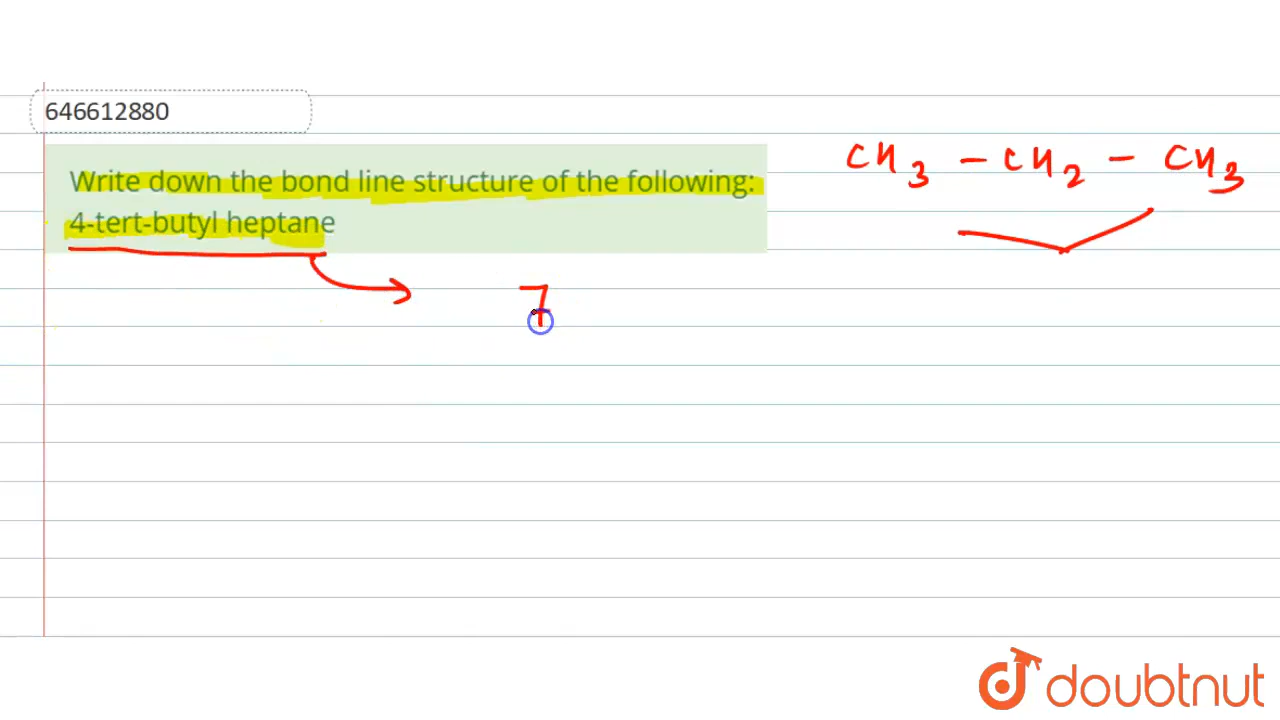 646612880
Write down the bond line structure of the following:
4-tert-butyl heptane
CH3 - CH2 - CH3
7
doubtnut